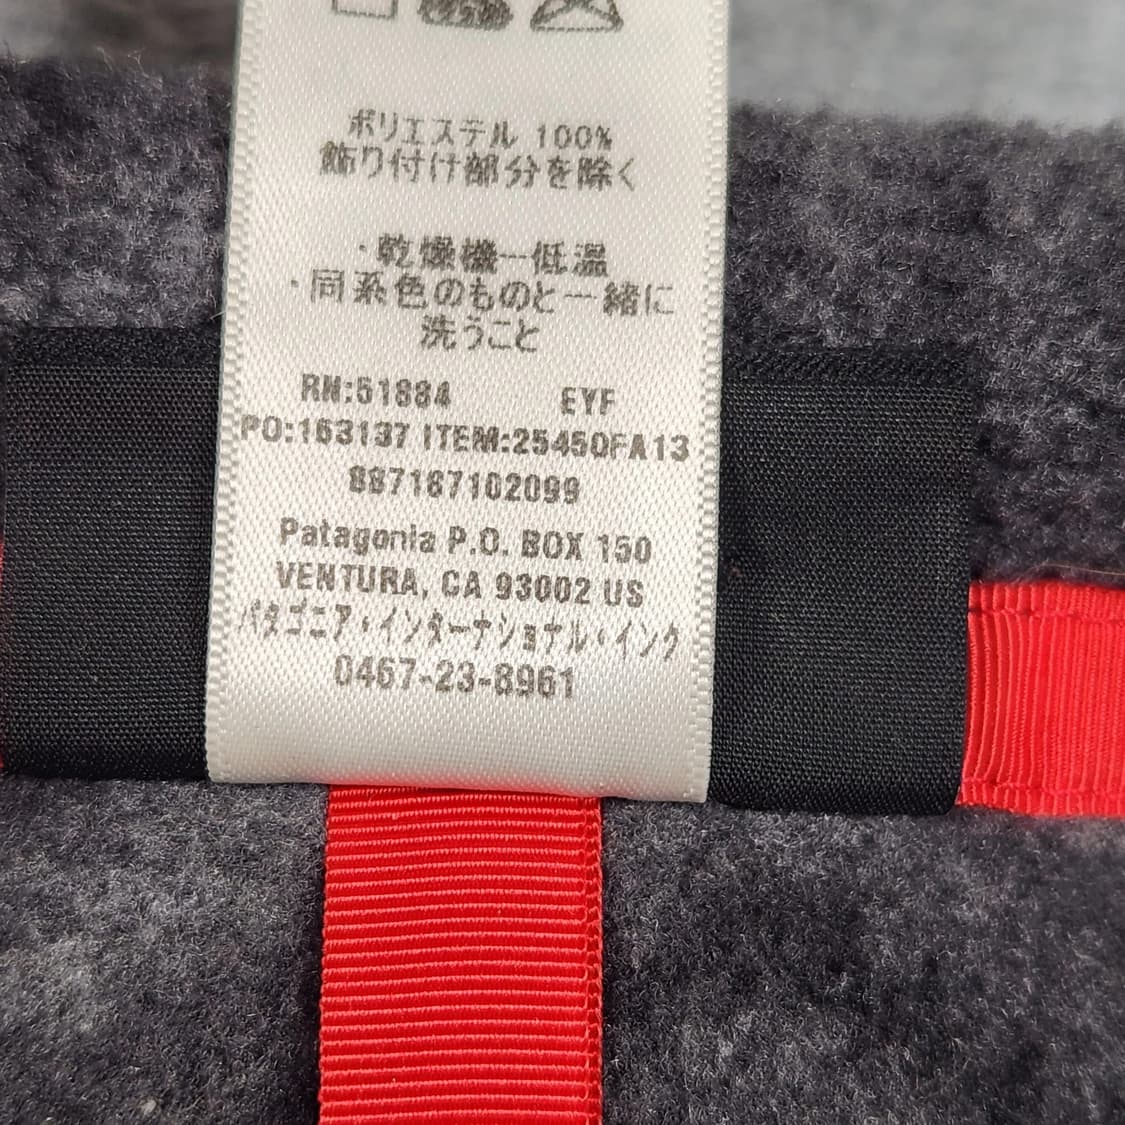 ポリエステル 100%
飾り付け部分を除く
・乾燥機一低温
・同系色のものと一緒に
洗うこと
RN:51884 EYF
PO:163137 ITEM:25450FA13
887187102099
Patagonia P.O. BOX 150
VENTURA, CA 93002 US
パタゴニア・インターナショナル・インク
0467-23-8961